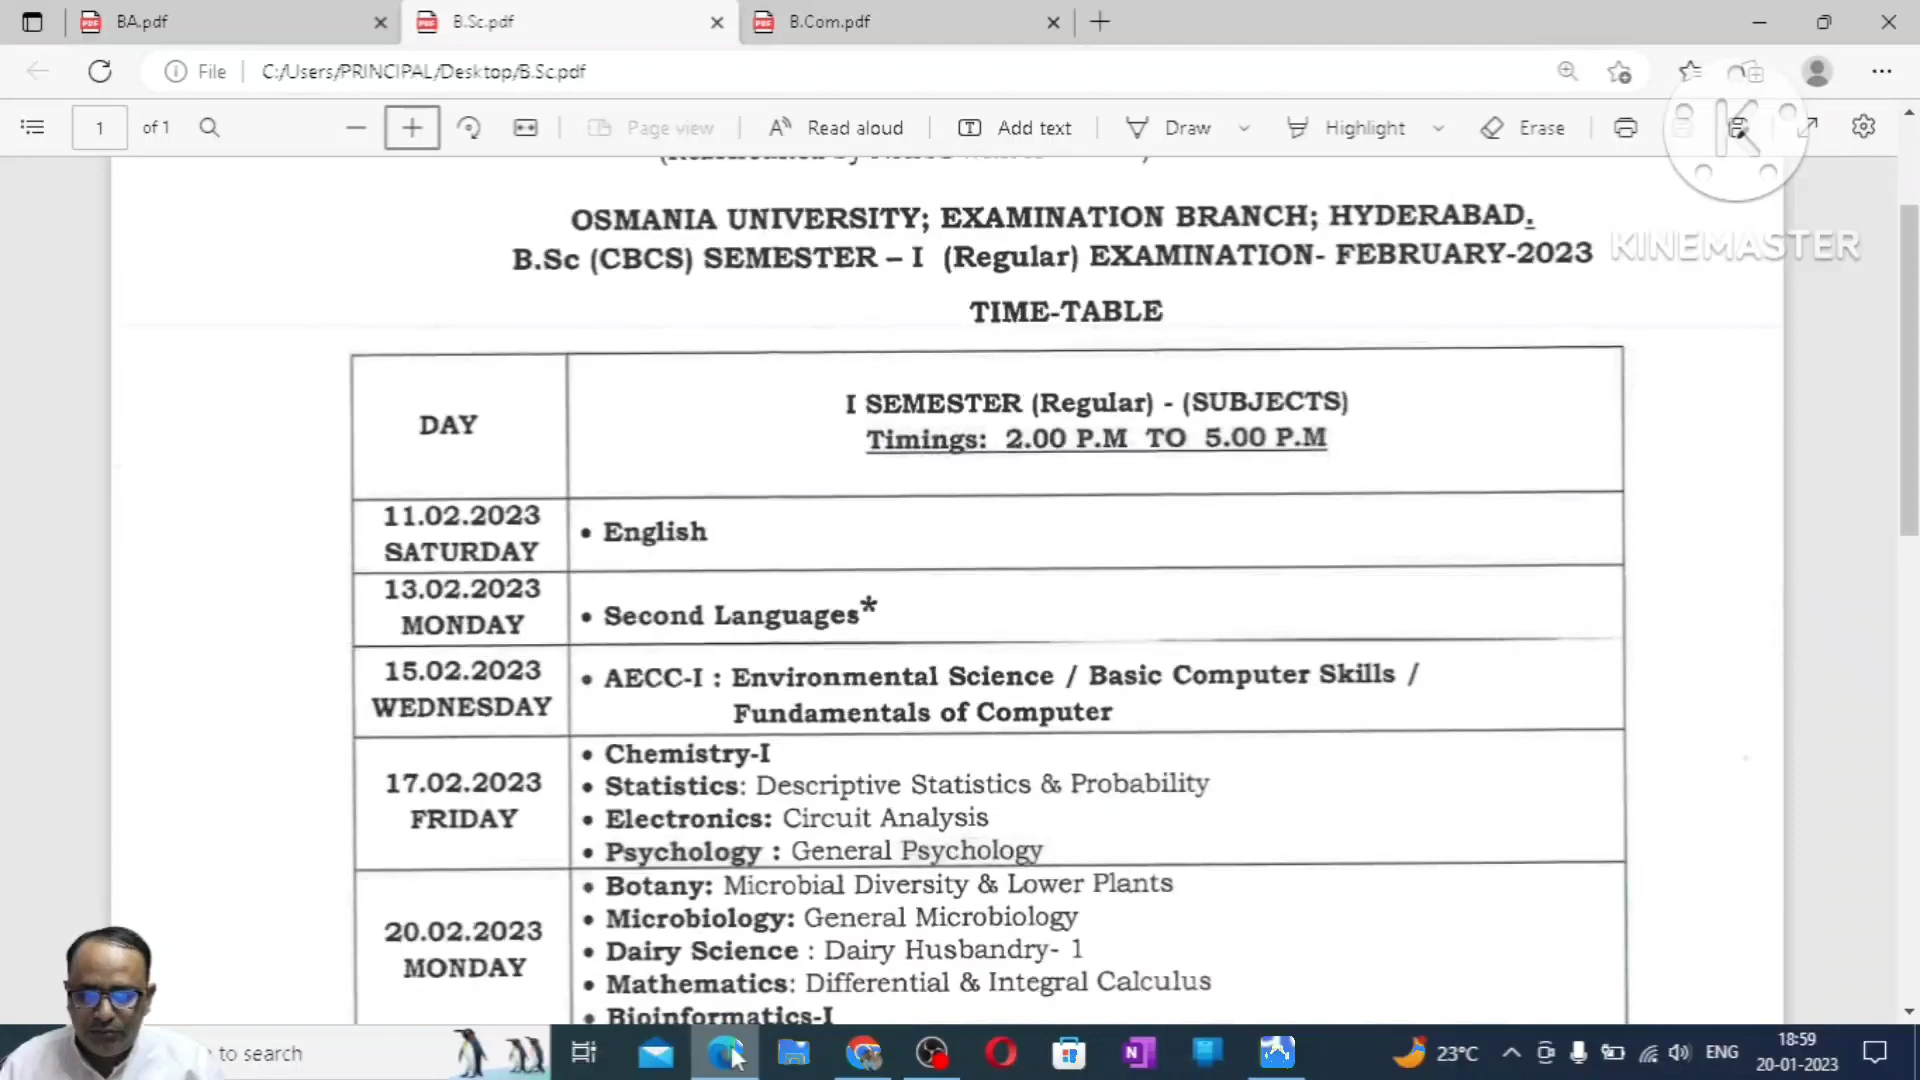 BA.pdf
B.Sc.pdf
B.Com.pdf
File
C:/Users/PRINCIPAL/Desktop/B.Sc.pdf
1 of 1
Page view
Read aloud
Add text
Draw
Highlight
Erase
K
KINEMASTER
OSMANIA UNIVERSITY; EXAMINATION BRANCH; HYDERABAD.
B.Sc (CBCS) SEMESTER – I (Regular) EXAMINATION- FEBRUARY-2023
TIME-TABLE
DAY
I SEMESTER (Regular) - (SUBJECTS)
Timings: 2.00 P.M TO 5.00 P.M
11.02.2023
SATURDAY
• English
13.02.2023
MONDAY
• Second Languages*
15.02.2023
WEDNESDAY
• AECC-I : Environmental Science / Basic Computer Skills /
Fundamentals of Computer
17.02.2023
FRIDAY
• Chemistry-I
• Statistics: Descriptive Statistics & Probability
• Electronics: Circuit Analysis
• Psychology : General Psychology
20.02.2023
MONDAY
• Botany: Microbial Diversity & Lower Plants
• Microbiology: General Microbiology
• Dairy Science : Dairy Husbandry- 1
• Mathematics: Differential & Integral Calculus
• Bioinformatics-I
to search
23°C
ENG
18:59
20-01-2023